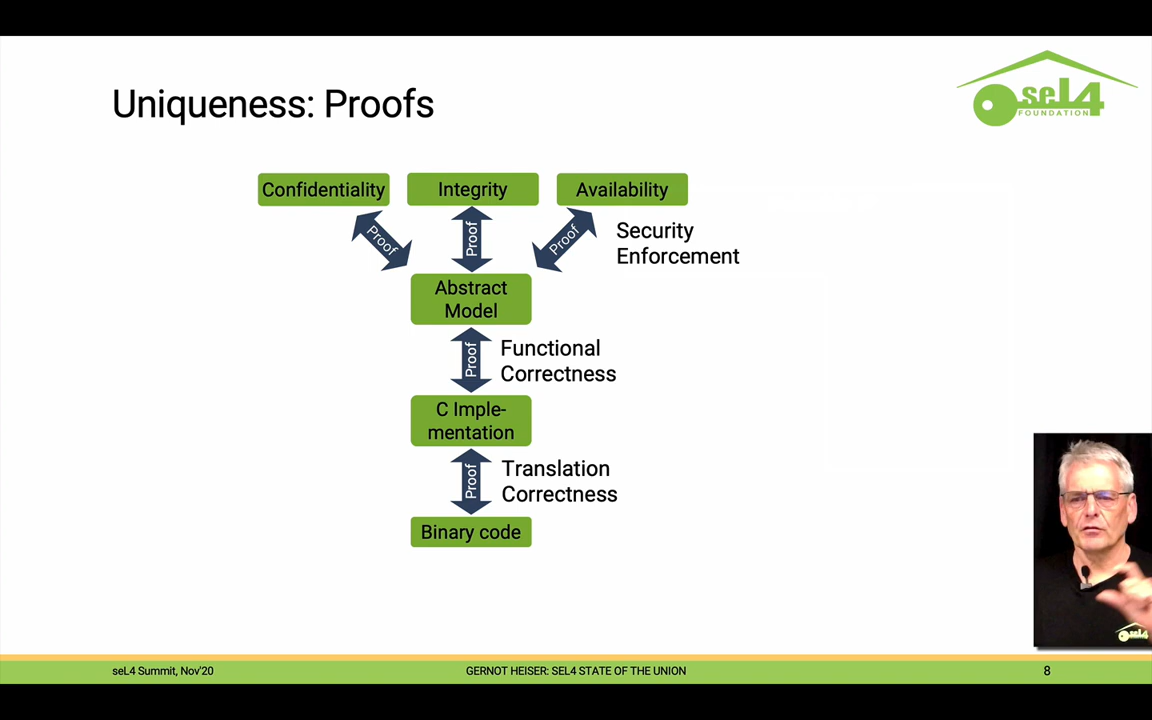 Uniqueness: Proofs
seL4
FOUNDATION
Confidentiality
Integrity
Availability
Proof
Proof
Proof
Security
Enforcement
Abstract
Model
Proof
Functional
Correctness
C Imple-
mentation
Proof
Translation
Correctness
Binary code
seL4
seL4 Summit, Nov'20
GERNOT HEISER: SEL4 STATE OF THE UNION
8